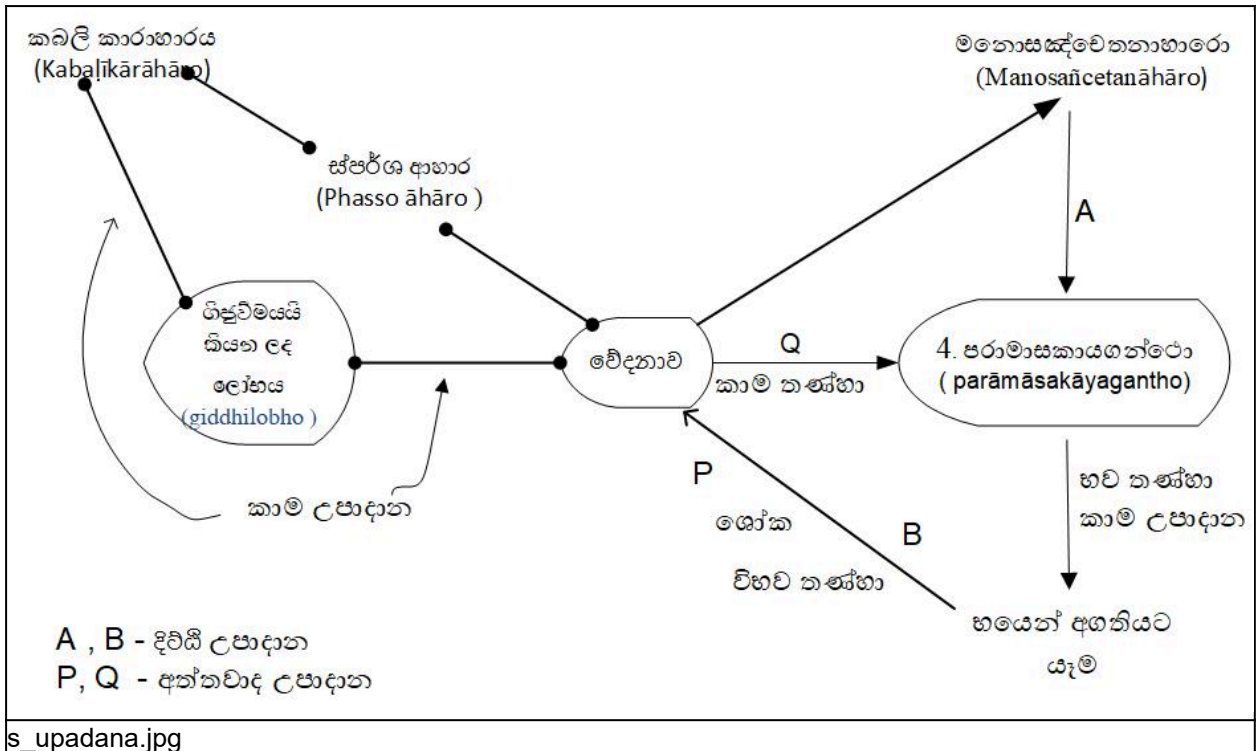 කබලි කාරාහාරය
(Kabaḷīkārāhāro)
මනොසඤ්චෙතනාහාරො
(Manosañcetanāhāro)
ස්පර්ශ ආහාර
(Phasso āhāro )
A
ගිජුවීමයයි
කියන ලද
ලෝභය
(giddhilobho )
වේදනාව
Q
කාම තණ්හා
4. පරාමාසකායගන්ථො
( parāmāsakāyagantho)
P
ශෝක
B
විභව තණ්හා
භව තණ්හා
කාම උපාදාන
කාම උපාදාන
භයෙන් අගතියට
යෑම
A , B - දිට්ඨි උපාදාන
P, Q - අත්තවාද උපාදාන
s_upadana.jpg